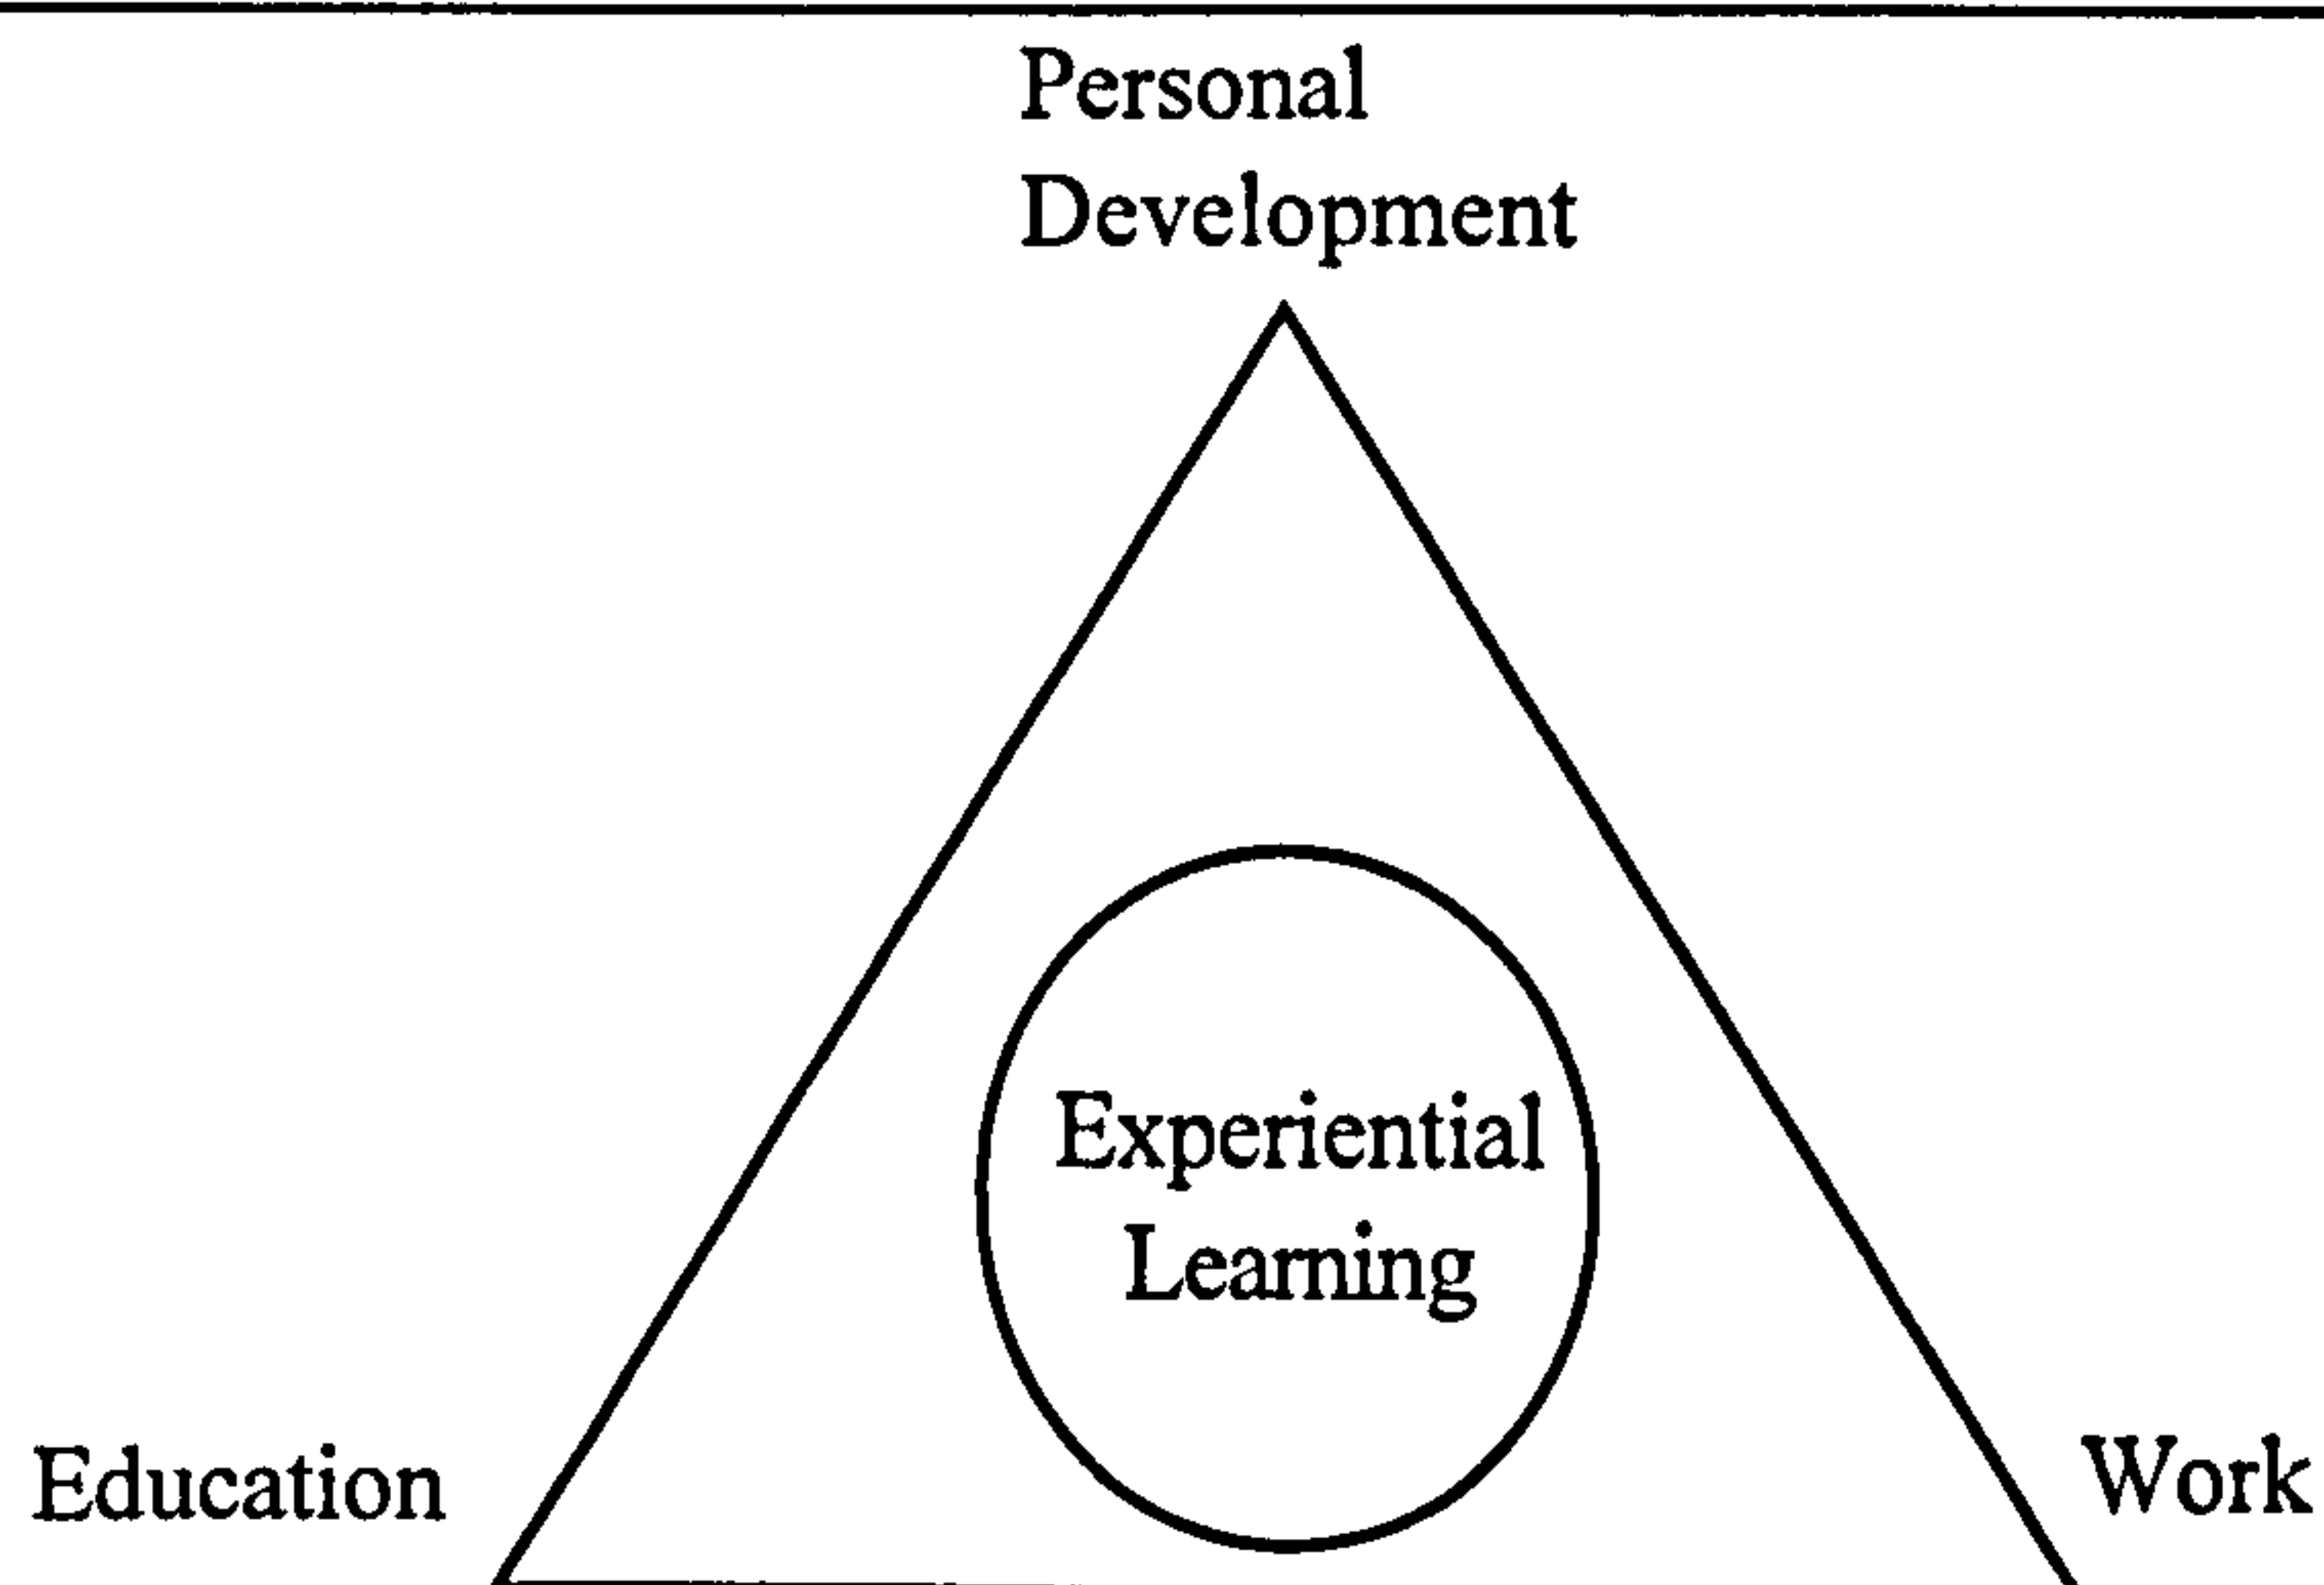 Personal
Development
Experiential
Learning
Education
Work